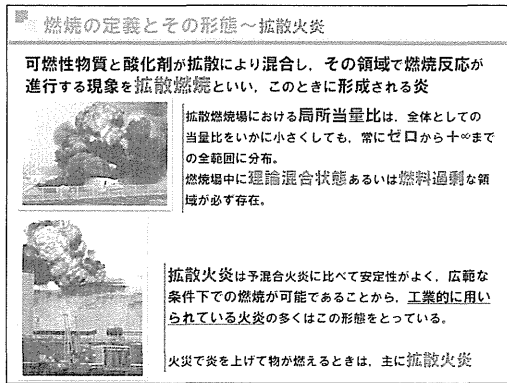 燃焼の定義とその形態～拡散火炎
可燃性物質と酸化剤が拡散により混合し，その領域で燃焼反応が
進行する現象を拡散燃焼といい，このときに形成される炎
拡散燃焼場における局所当量比は，全体としての
当量比をいかに小さくしても，常にゼロから＋∞まで
の全範囲に分布。
燃焼場中に理論混合状態あるいは燃料過剰な領
域が必ず存在。
拡散火炎は予混合火炎に比べて安定性がよく，広範な
条件下での燃焼が可能であることから，工業的に用い
られている火炎の多くはこの形態をとっている。
火災で炎を上げて物が燃えるときは，主に拡散火炎